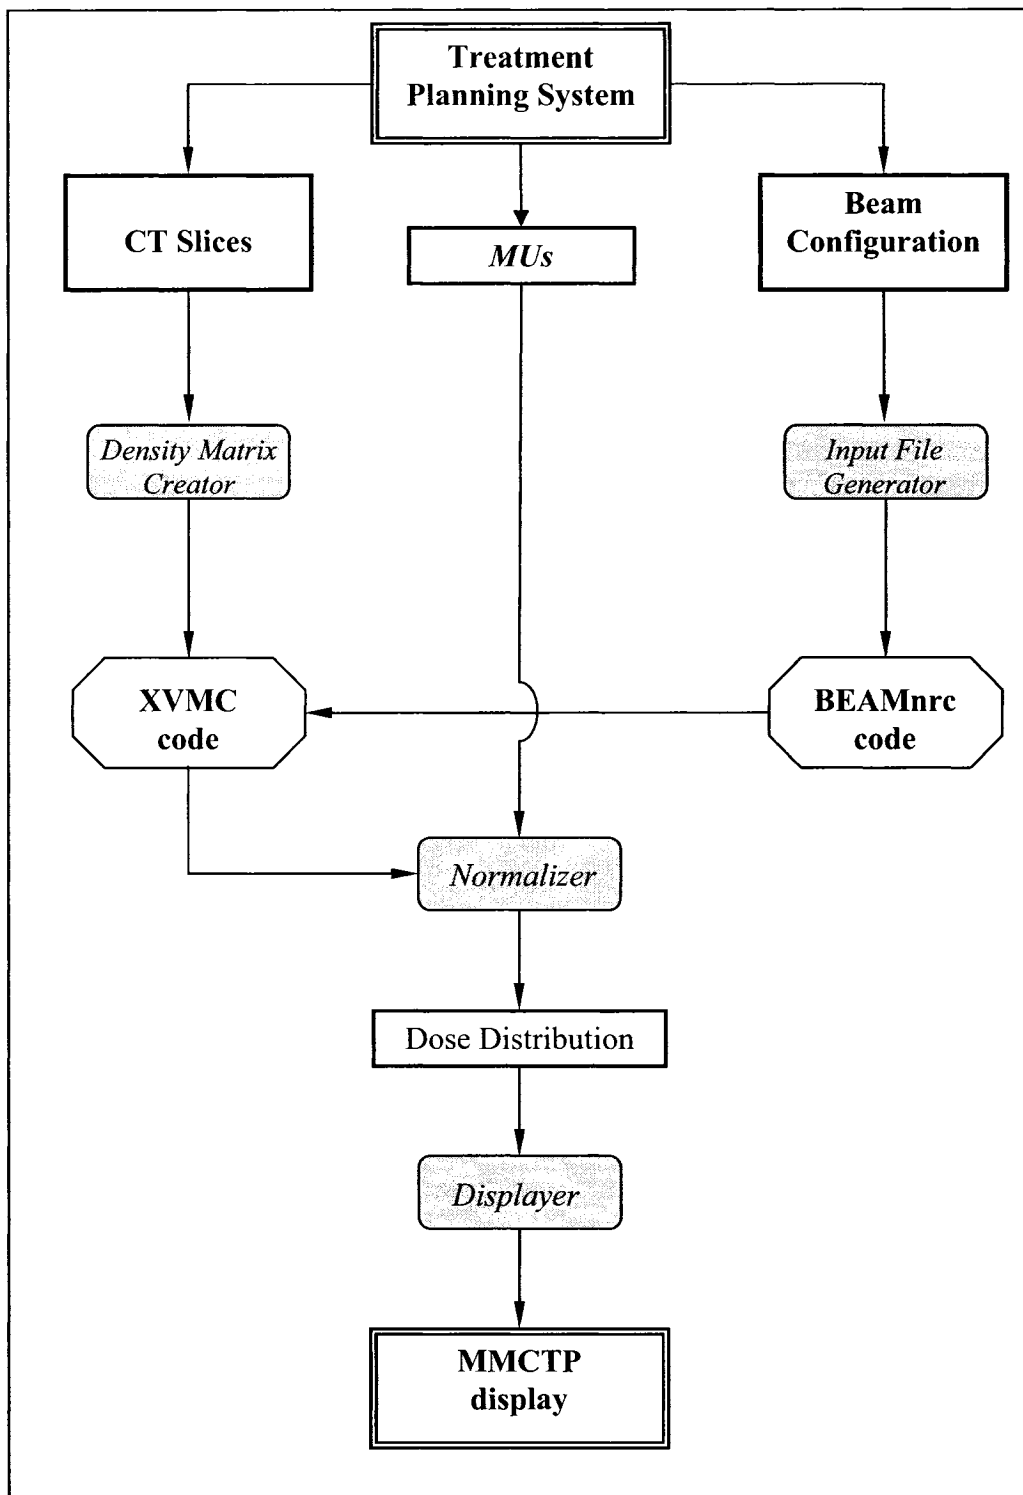 Treatment
Planning System
CT Slices
MUs
Beam
Configuration
Density Matrix
Creator
Input File
Generator
XVMC
code
BEAMnrc
code
Normalizer
Dose Distribution
Displayer
MMCTP
display